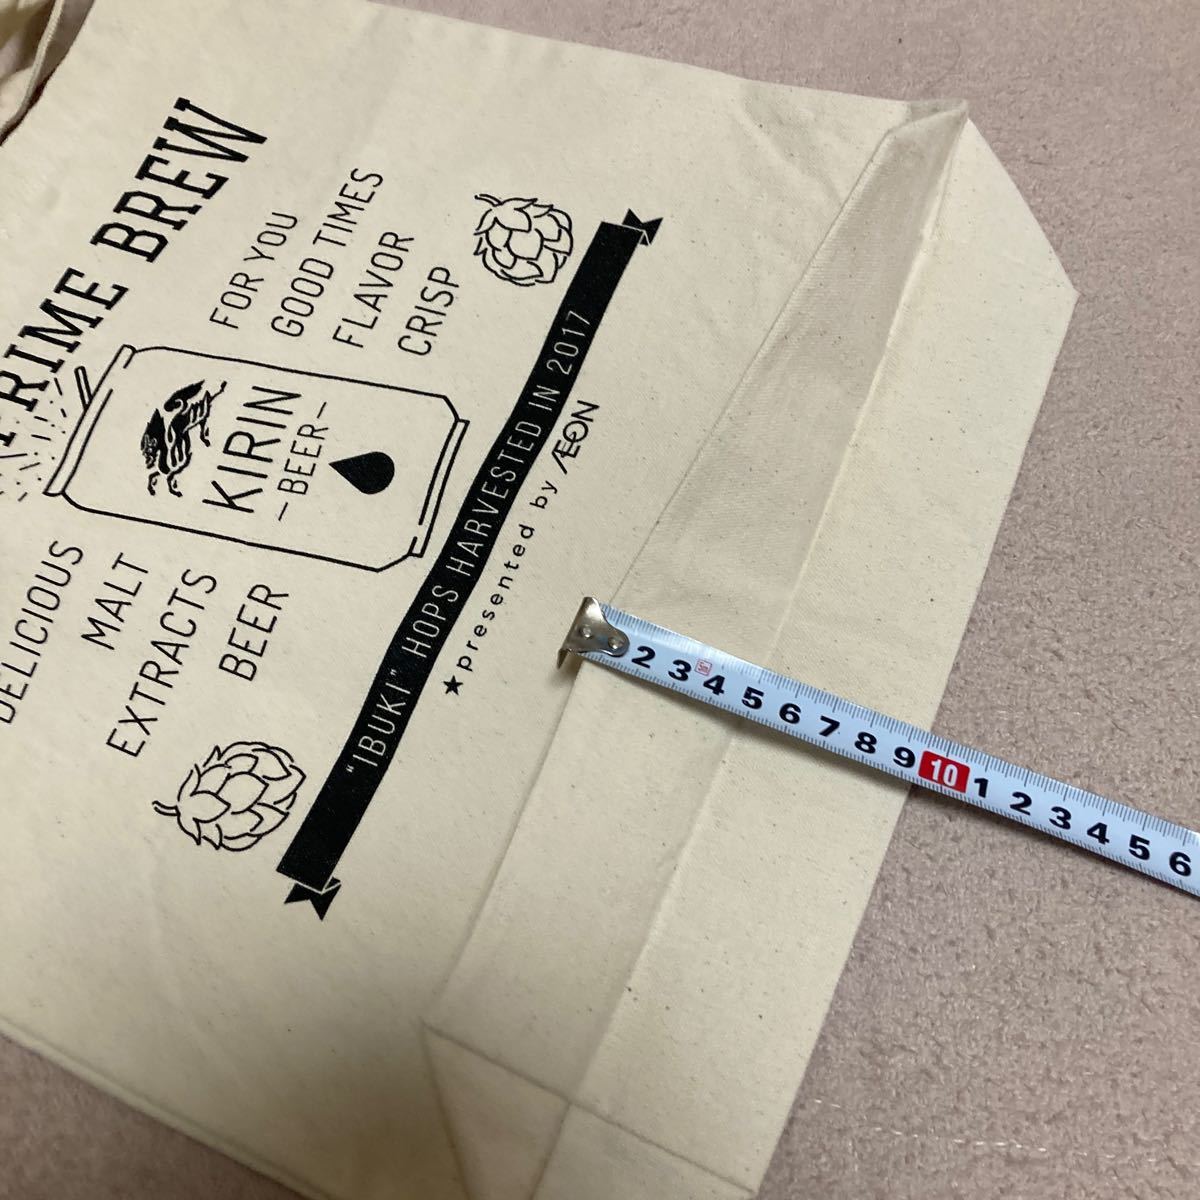 PRIME BREW
FOR YOU
GOOD TIMES
FLAVOR
CRISP
KIRIN
-BEER-
DELICIOUS
MALT
EXTRACTS
BEER
"IBUKI" HOPS HARVESTED IN 2017
★presented by ÆON
2 3 4 5 6 7 8 9 10 1 2 3 4 5 6